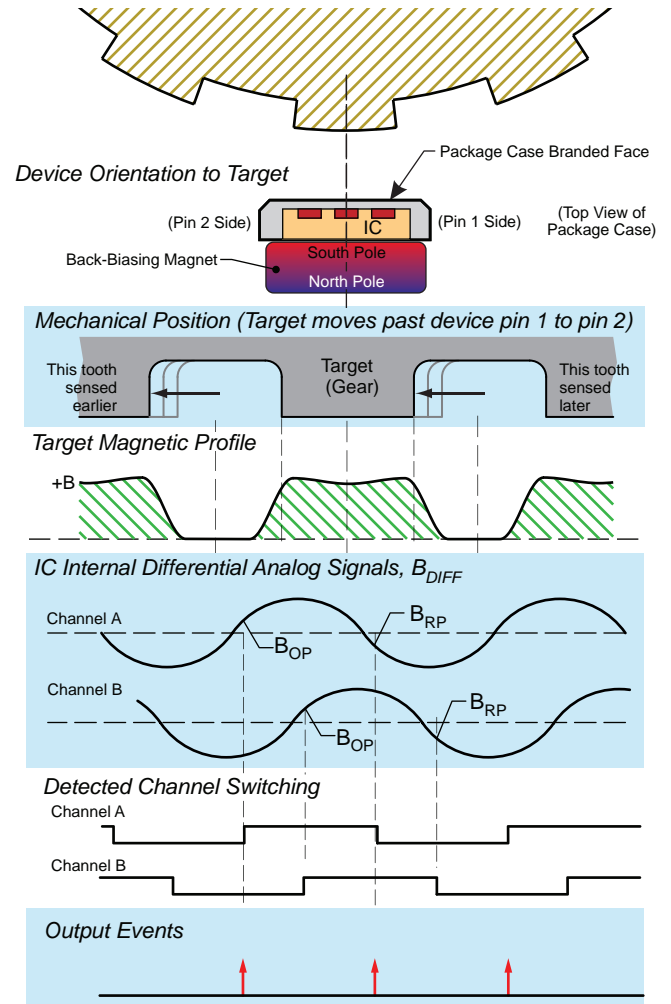 Device Orientation to Target
Package Case Branded Face
(Pin 2 Side)
IC
(Pin 1 Side)
(Top View of
Package Case)
Back-Biasing Magnet
South Pole
North Pole
Mechanical Position (Target moves past device pin 1 to pin 2)
This tooth
sensed
earlier
Target
(Gear)
This tooth
sensed
later
Target Magnetic Profile
+B
IC Internal Differential Analog Signals, BDIFF
Channel A
BOP
BRP
Channel B
BOP
BRP
Detected Channel Switching
Channel A
Channel B
Output Events